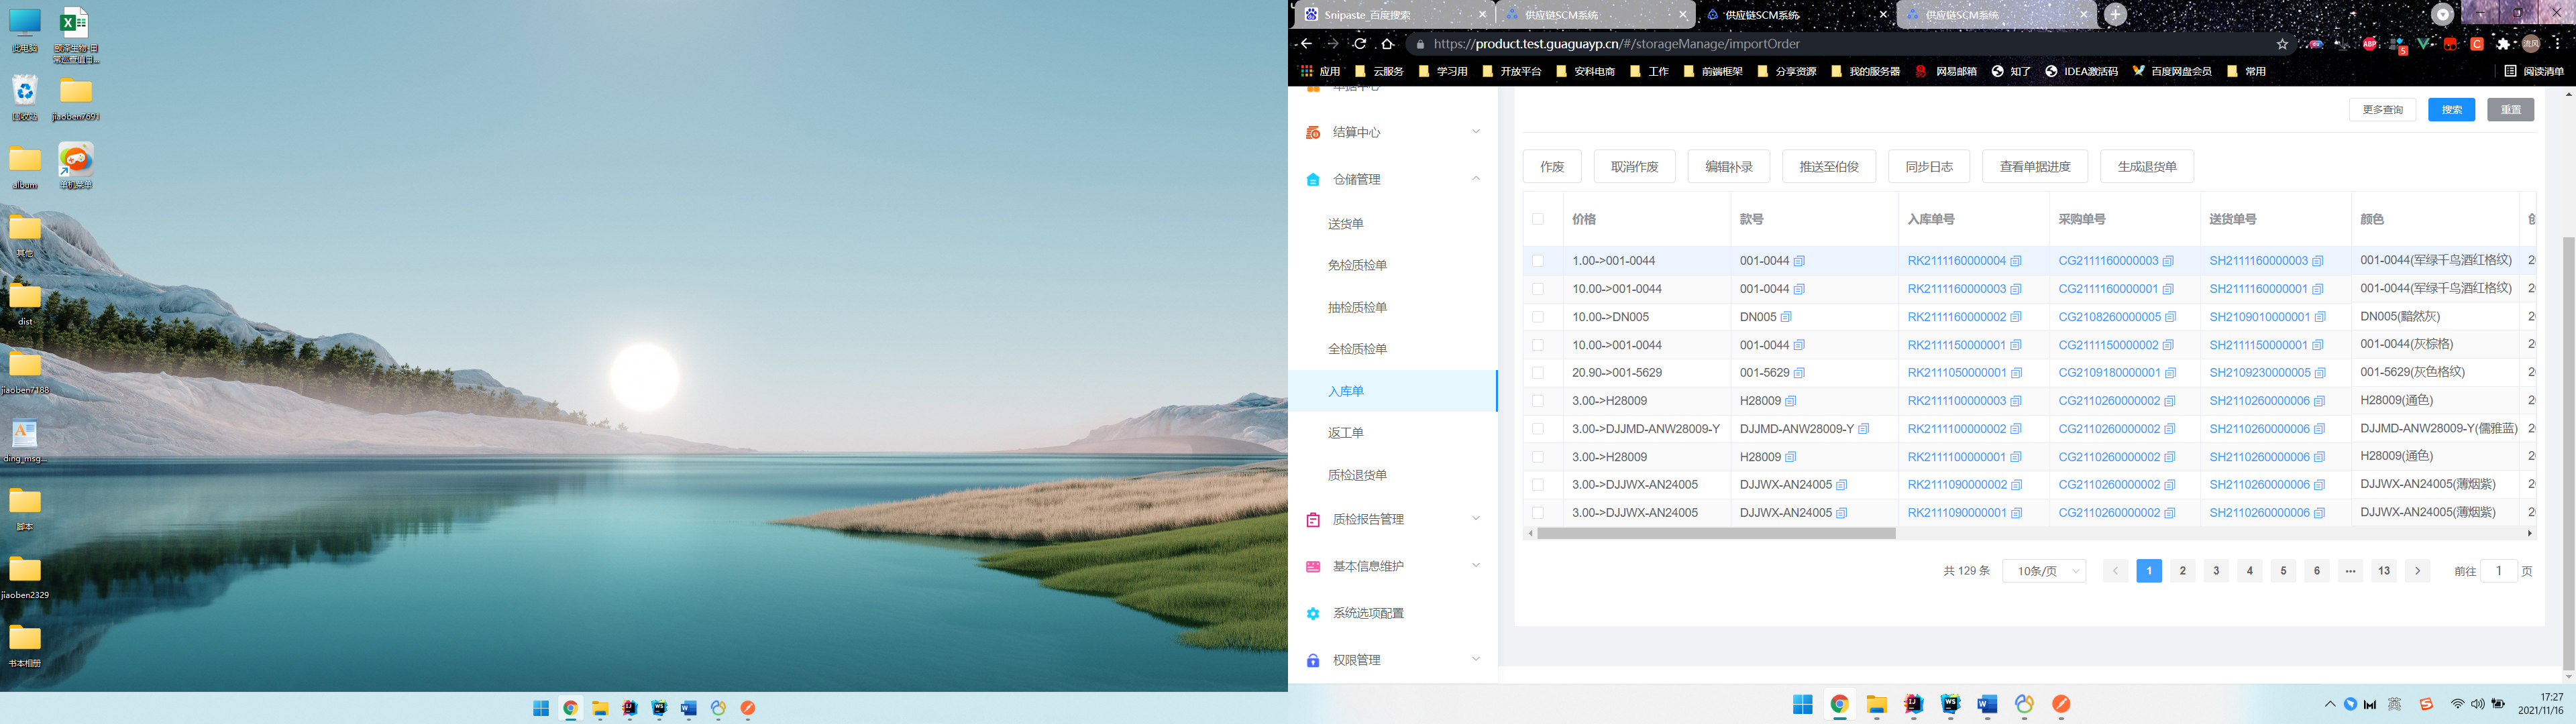 此电脑
回收站
jiaoben7691
album
单机菜单
其他
dist
jiaoben7188
ding_msg...
脚本
jiaoben2329
书本相册
Snipaste_百度搜索
供应链SCM系统
供应链SCM系统
供应链SCM系统
https://product.test.guaguayp.cn/#/storageManage/importOrder
ABP
5
流风
应用
云服务
学习用
开放平台
安科电商
工作
前端框架
分享资源
我的服务器
网易邮箱
知了
IDEA激活码
百度网盘会员
常用
阅读清单
单据中心
结算中心
仓储管理
送货单
免检质检单
抽检质检单
全检质检单
入库单
返工单
质检退货单
质检报告管理
基本信息维护
系统选项配置
权限管理
更多查询 搜索 重置
作废 取消作废 编辑补录 推送至伯俊 同步日志 查看单据进度 生成退货单
价格 款号 入库单号 采购单号 送货单号 颜色
1.00->001-0044 001-0044 RK2111160000004 CG2111160000003 SH2111160000003 001-0044(军绿千鸟酒红格纹)
10.00->001-0044 001-0044 RK2111160000003 CG2111160000001 SH2111160000001 001-0044(军绿千鸟酒红格纹)
10.00->DN005 DN005 RK2111160000002 CG2108260000005 SH2109010000001 DN005(黯然灰)
10.00->001-0044 001-0044 RK2111150000001 CG2111150000002 SH2111150000001 001-0044(灰棕格)
20.90->001-5629 001-5629 RK2111050000001 CG2109180000001 SH2109230000005 001-5629(灰色格纹)
3.00->H28009 H28009 RK2111100000003 CG2110260000002 SH2110260000006 H28009(通色)
3.00->DJJMD-ANW28009-Y DJJMD-ANW28009-Y RK2111100000002 CG2110260000002 SH2110260000006 DJJMD-ANW28009-Y(儒雅蓝)
3.00->H28009 H28009 RK2111100000001 CG2110260000002 SH2110260000006 H28009(通色)
3.00->DJJWX-AN24005 DJJWX-AN24005 RK2111090000002 CG2110260000002 SH2110260000006 DJJWX-AN24005(薄烟紫)
3.00->DJJWX-AN24005 DJJWX-AN24005 RK2111090000001 CG2110260000002 SH2110260000006 DJJWX-AN24005(薄烟紫)
共 129 条 10条/页 1 2 3 4 5 6 ••• 13 前往 1 页
英
17:27
2021/11/16